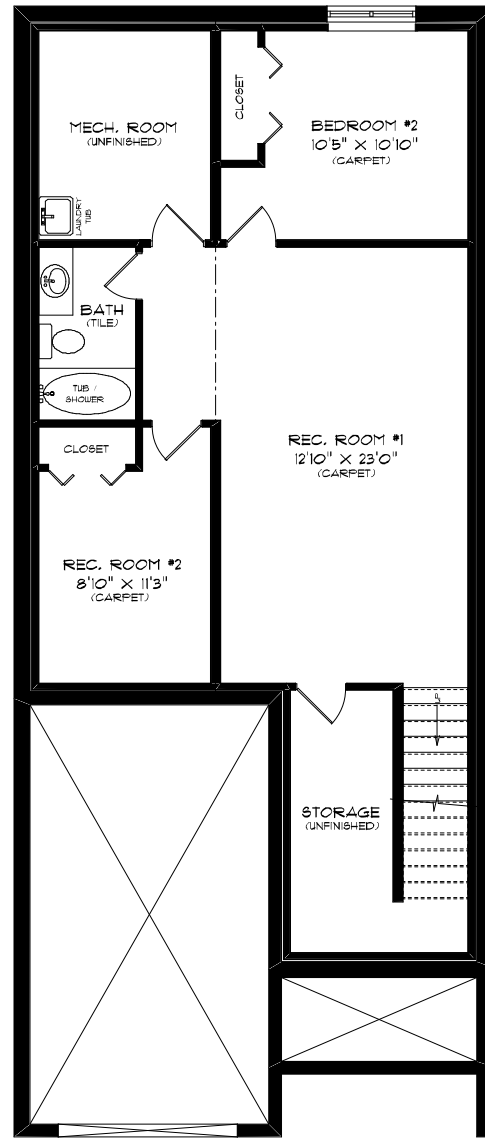 MECH. ROOM
(UNFINISHED)
CLOSET
BEDROOM #2
10'5" X 10'10"
(CARPET)
LAUNDRY
TUB
BATH
(TILE)
TUB /
SHOWER
CLOSET
REC. ROOM #1
12'10" X 23'0"
(CARPET)
REC. ROOM #2
8'10" X 11'3"
(CARPET)
UP
STORAGE
(UNFINISHED)